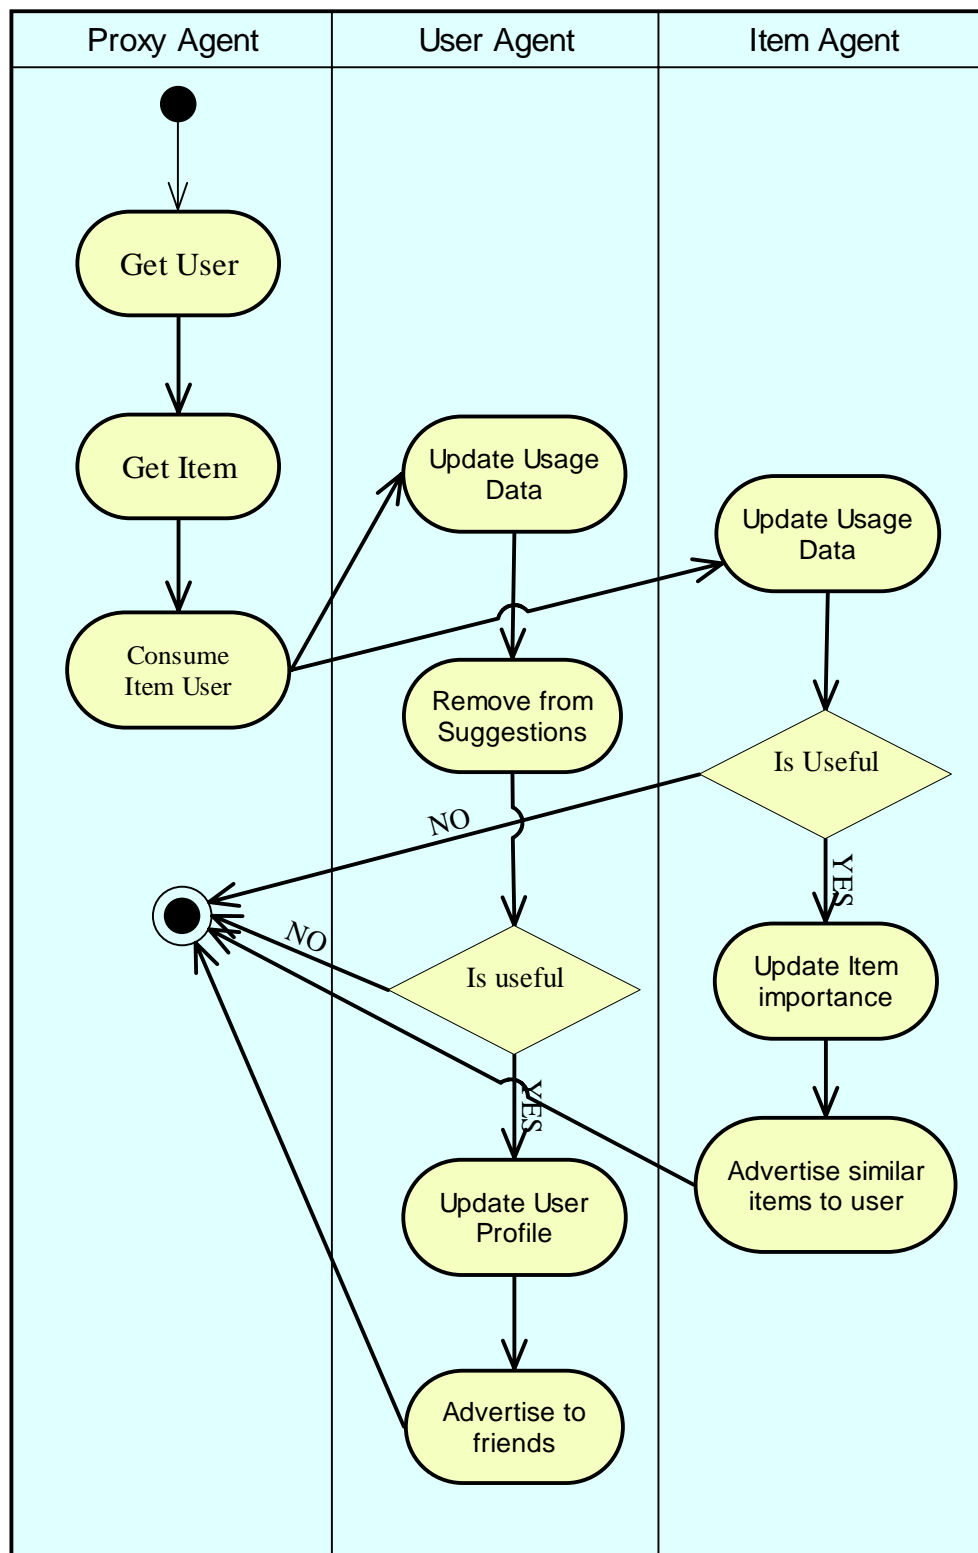 Proxy Agent
User Agent
Item Agent
Get User
Get Item
Consume
Item User
Update Usage
Data
Remove from
Suggestions
NO
NO
Is useful
YES
Update User
Profile
Advertise to
friends
Update Usage
Data
Is Useful
YES
Update Item
importance
Advertise similar
items to user